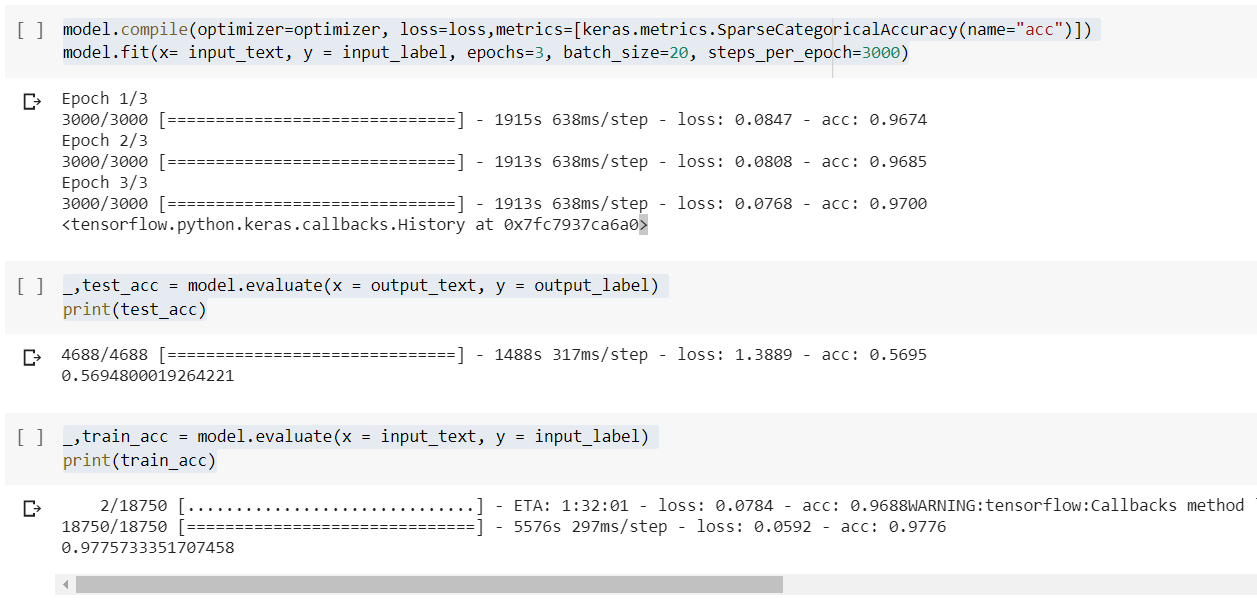 [ ] model.compile(optimizer=optimizer, loss=loss,metrics=[keras.metrics.SparseCategoricalAccuracy(name="acc")])
model.fit(x= input_text, y = input_label, epochs=3, batch_size=20, steps_per_epoch=3000)
Epoch 1/3
3000/3000 [==============================] - 1915s 638ms/step - loss: 0.0847 - acc: 0.9674
Epoch 2/3
3000/3000 [==============================] - 1913s 638ms/step - loss: 0.0808 - acc: 0.9685
Epoch 3/3
3000/3000 [==============================] - 1913s 638ms/step - loss: 0.0768 - acc: 0.9700
<tensorflow.python.keras.callbacks.History at 0x7fc7937ca6a0>
[ ] _,test_acc = model.evaluate(x = output_text, y = output_label)
print(test_acc)
4688/4688 [==============================] - 1488s 317ms/step - loss: 1.3889 - acc: 0.5695
0.5694800019264221
[ ] _,train_acc = model.evaluate(x = input_text, y = input_label)
print(train_acc)
2/18750 [..............................] - ETA: 1:32:01 - loss: 0.0784 - acc: 0.9688WARNING:tensorflow:Callbacks method
18750/18750 [==============================] - 5576s 297ms/step - loss: 0.0592 - acc: 0.9776
0.9775733351707458